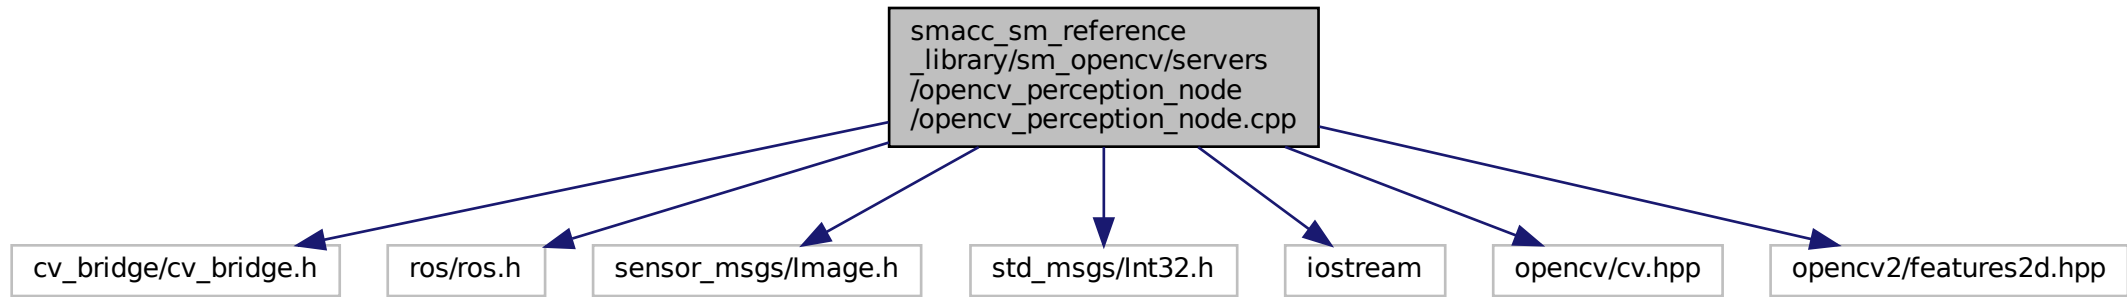 smacc_sm_reference
_library/sm_opencv/servers
/opencv_perception_node
/opencv_perception_node.cpp
cv_bridge/cv_bridge.h
ros/ros.h
sensor_msgs/Image.h
std_msgs/Int32.h
iostream
opencv/cv.hpp
opencv2/features2d.hpp